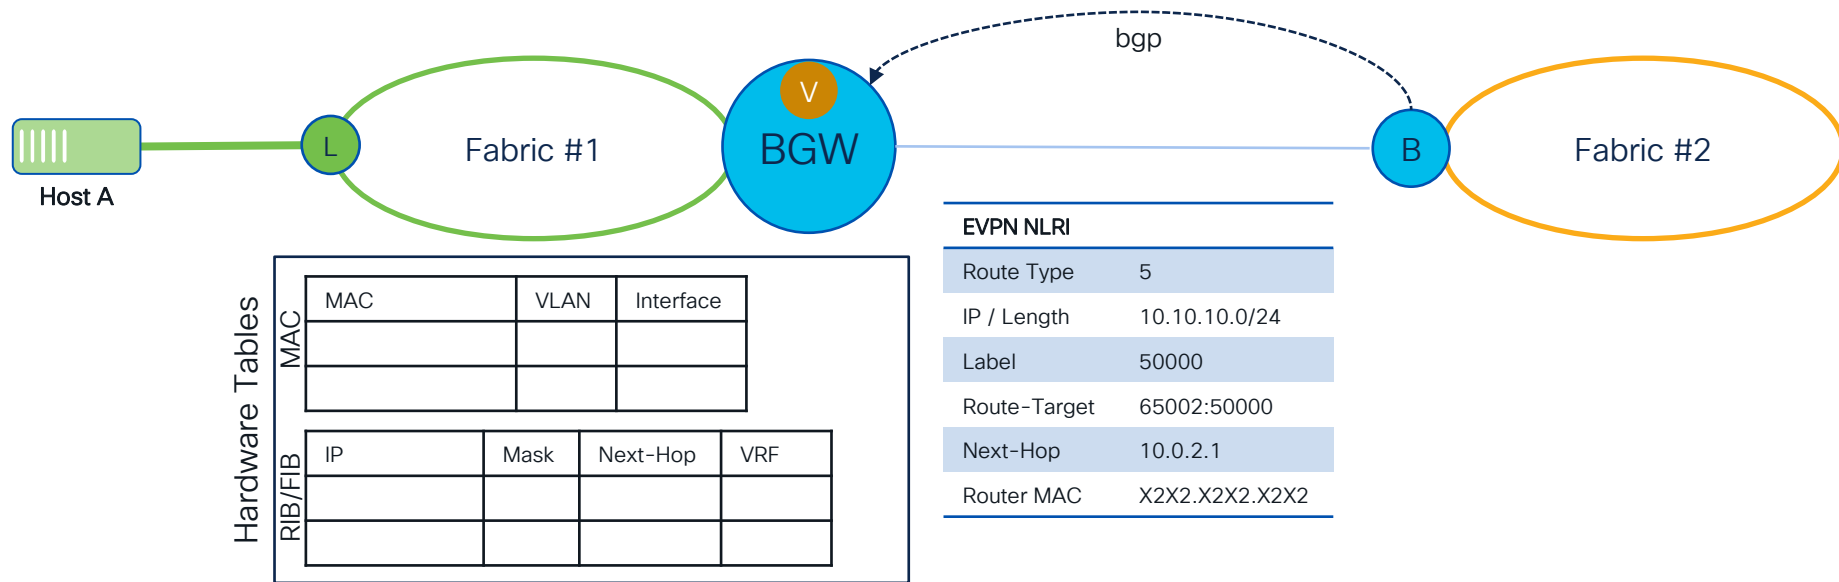 bgp
V
L
Fabric #1
BGW
B
Fabric #2
Host A
Hardware Tables
MAC
MAC VLAN Interface
RIB/FIB
IP Mask Next-Hop VRF
EVPN NLRI
Route Type 5
IP / Length 10.10.10.0/24
Label 50000
Route-Target 65002:50000
Next-Hop 10.0.2.1
Router MAC X2X2.X2X2.X2X2